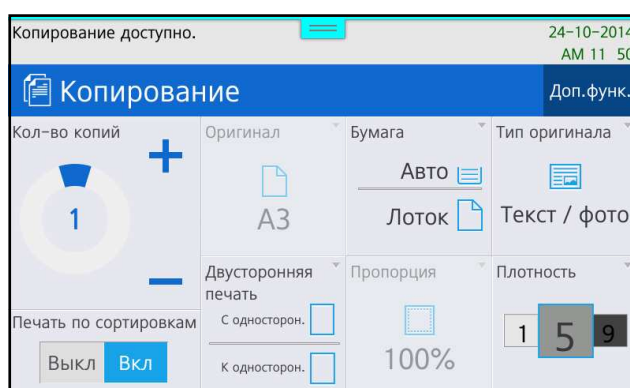 Копирование доступно.
24-10-2014
AM 11 50
Копирование
Доп.функ.
Кол-во копий
1
Оригинал
A3
Бумага
Авто
Лоток
Тип оригинала
Текст / фото
Печать по сортировкам
Выкл Вкл
Двусторонняя
печать
С односторон.
К односторон.
Пропорция
100%
Плотность
1 5 9